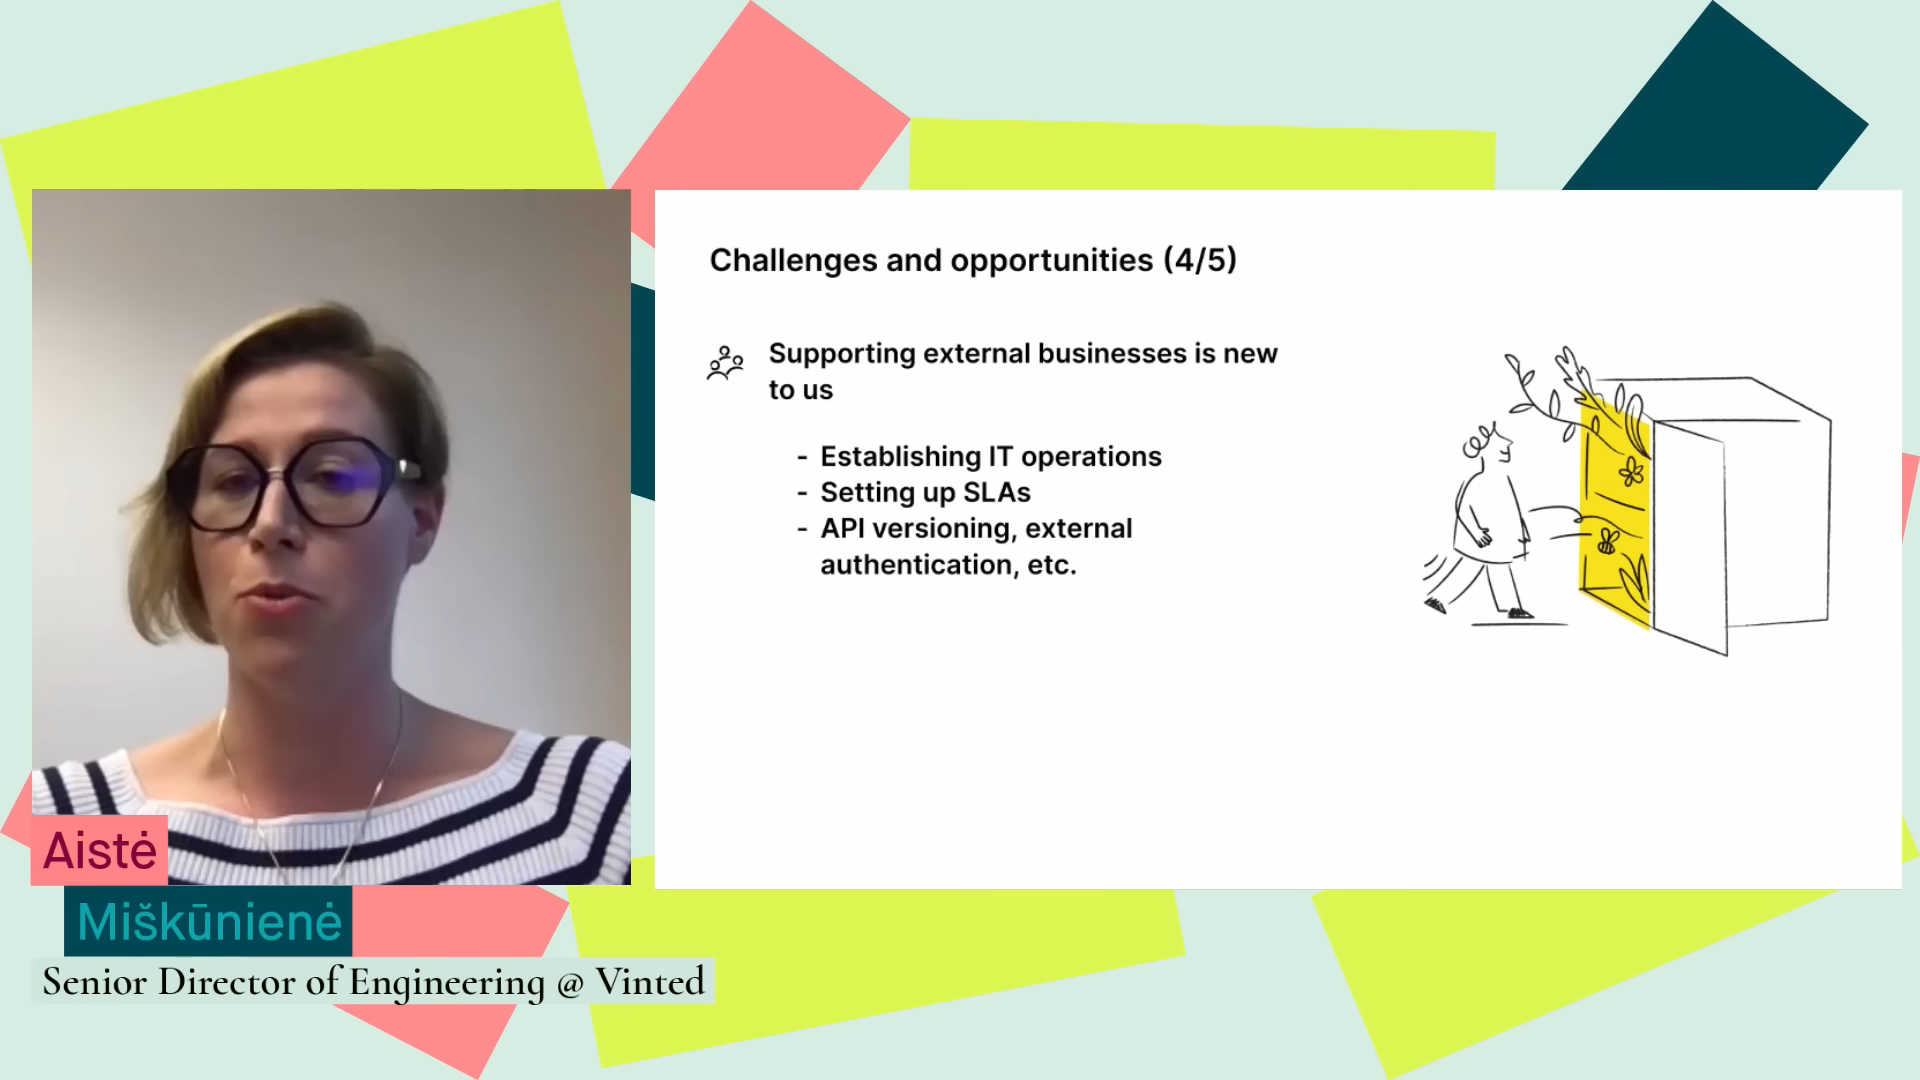 Challenges and opportunities (4/5)
Supporting external businesses is new
to us
- Establishing IT operations
- Setting up SLAs
- API versioning, external
authentication, etc.
Aistė
Miškūnienė
Senior Director of Engineering @ Vinted